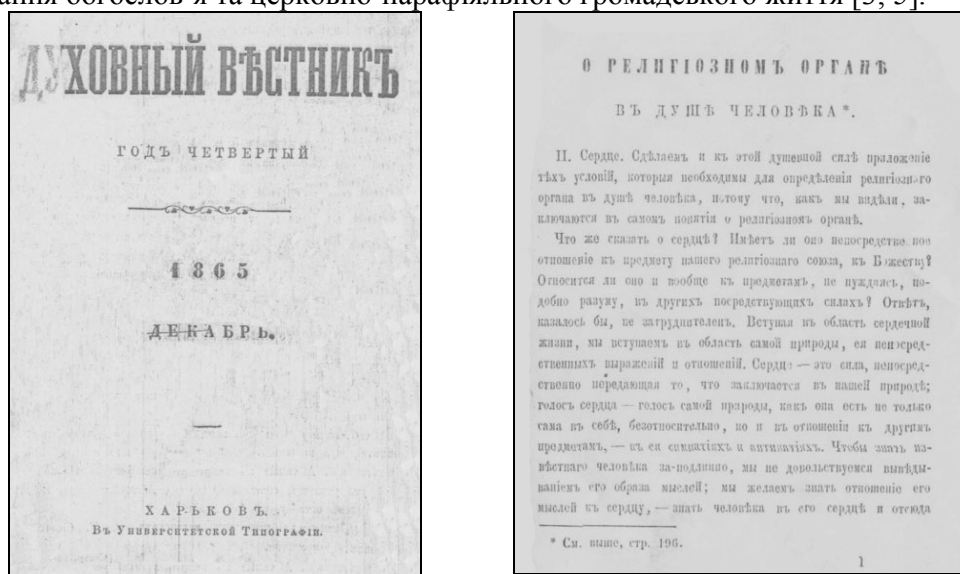 ання богослов'я та церковно-парафіяльного громадського життя [5, 5].
ДУХОВНЫЙ ВѢСТНИКЪ
ГОДЪ ЧЕТВЕРТЫЙ
1865
ДЕКАБРЬ.
ХАРЬКОВЪ.
Въ Университетской Типографіи.
О РЕЛИГІОЗНОМЪ ОРГАНѢ
ВЪ ДУШѢ ЧЕЛОВѢКА*.
II. Сердце. Сдѣлаемъ и къ этой душевной силѣ приложеніе
тѣхъ условій, которыя необходимы для опредѣленія религіознаго
органа въ душѣ человѣка, потому что, какъ мы видѣли, за-
ключаются въ самомъ понятіи о религіозномъ органѣ.
Что же сказать о сердцѣ? Имѣетъ ли оно непосредственное
отношеніе къ предмету нашего религіознаго союза, къ Божеству?
Относится ли оно и вообще къ предметамъ, не нуждаясь, по-
добно разуму, въ другихъ посредствующихъ силахъ? Отвѣтъ,
казалось бы, не затруднителенъ. Вступая въ область сердечной
жизни, мы вступаемъ въ область самой природы, ея непосред-
ственныхъ выраженій и отношеній. Сердце — это сила, непосред-
ственно передающая то, что заключается въ нашей природѣ;
голосъ сердца — голосъ самой природы, какъ она есть не только
сама въ себѣ, безотносительно, но и въ отношеніи къ другимъ
предметамъ, — въ ея симпатіяхъ и антипатіяхъ. Чтобы знать из-
вѣстнаго человѣка за-подлинно, мы не довольствуемся вывѣды-
ваніемъ его образа мыслей; мы желаемъ знать отношеніе его
мыслей къ сердцу, — знать человѣка въ его сердцѣ и отсюда
* См. выше, стр. 196.
1